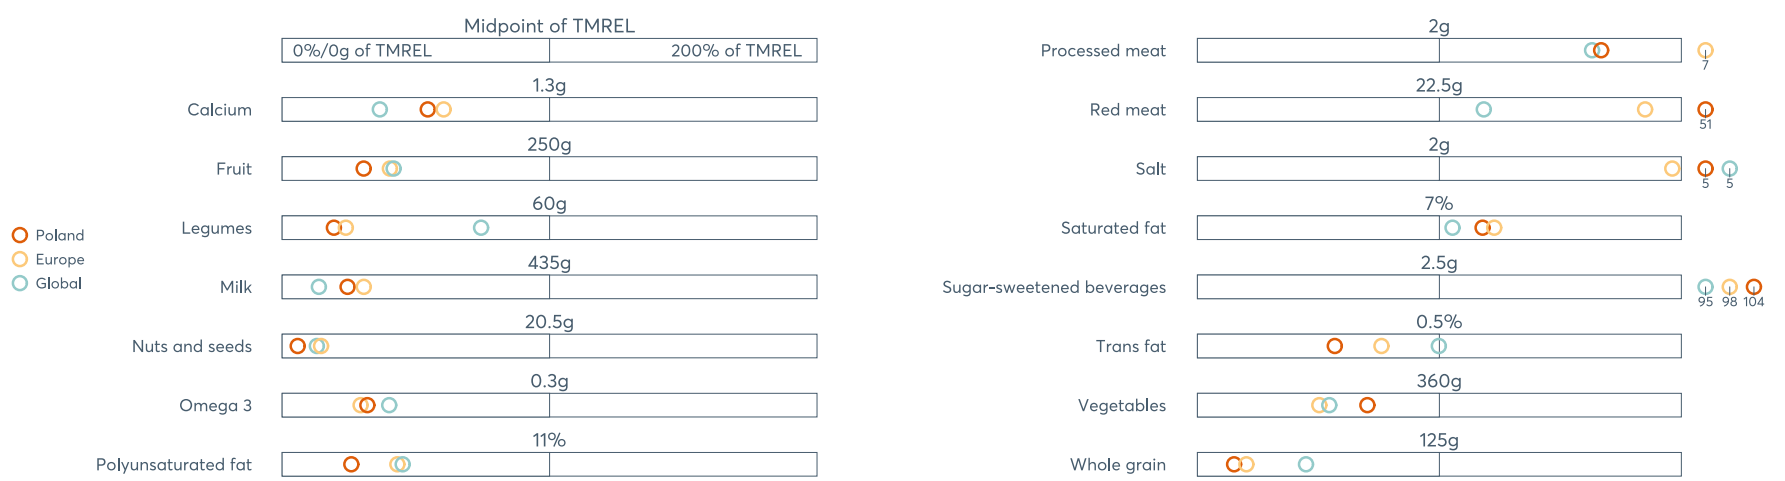 Midpoint of TMREL
0%/0g of TMREL 200% of TMREL
1.3g
Calcium
250g
Fruit
60g
Legumes
435g
Milk
20.5g
Nuts and seeds
0.3g
Omega 3
11%
Polyunsaturated fat
Poland
Europe
Global
2g
Processed meat
7
22.5g
Red meat
51
2g
Salt
5 5
7%
Saturated fat
2.5g
Sugar-sweetened beverages
95 98 104
0.5%
Trans fat
360g
Vegetables
125g
Whole grain